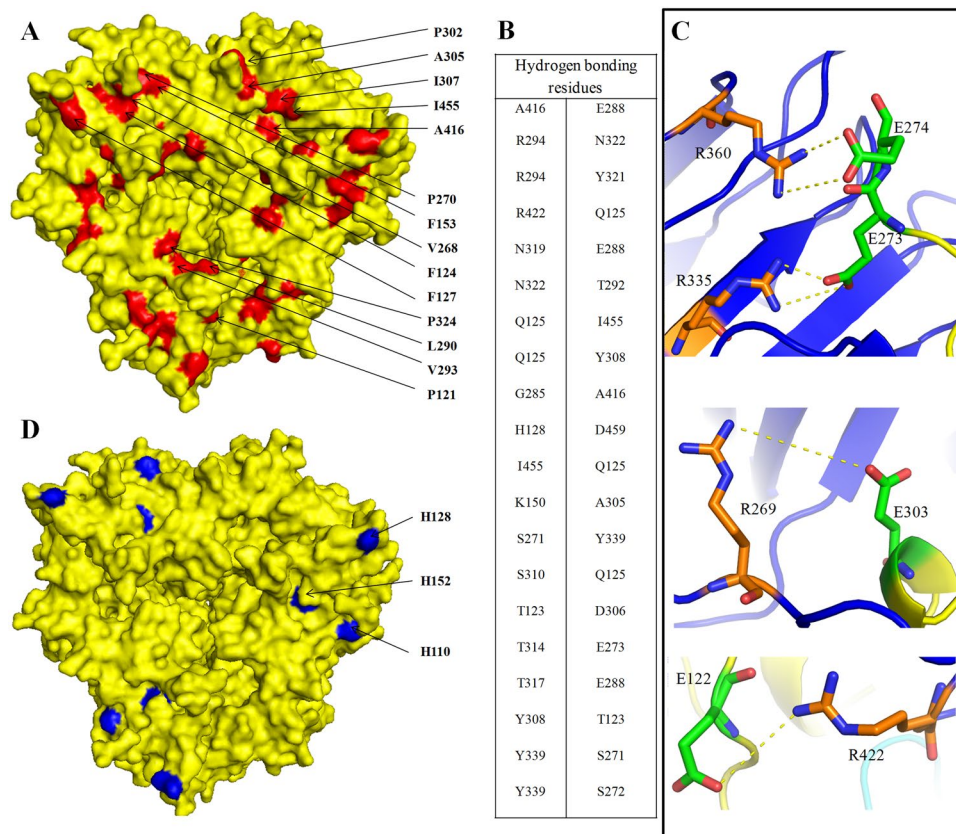 A
P302
A305
I307
I455
A416
P270
F153
V268
F124
F127
P324
L290
V293
P121
B
Hydrogen bonding
residues
A416 E288
R294 N322
R294 Y321
R422 Q125
N319 E288
N322 T292
Q125 I455
Q125 Y308
G285 A416
H128 D459
I455 Q125
K150 A305
S271 Y339
S310 Q125
T123 D306
T314 E273
T317 E288
Y308 T123
Y339 S271
Y339 S272
C
E274
R360
E273
R335
R269
E303
E122
R422
D
H128
H152
H110